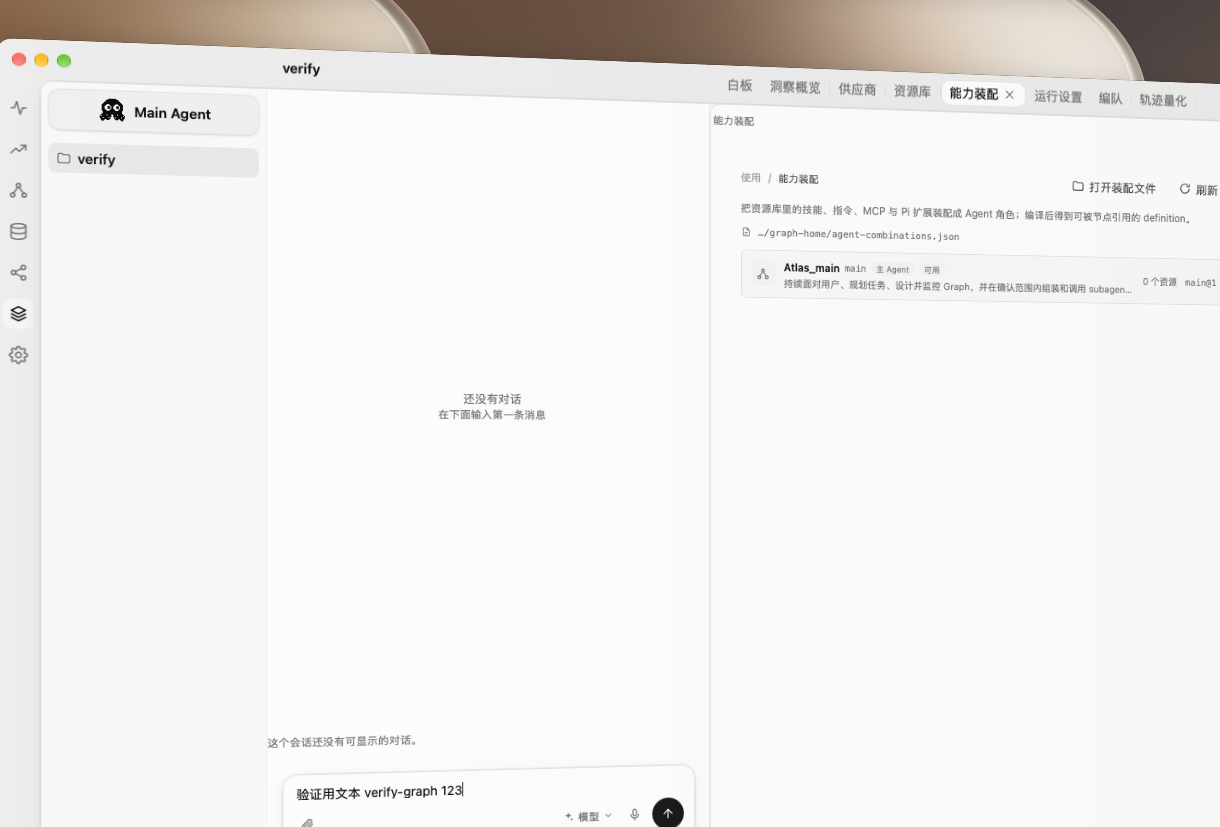 verify
白板 洞察概览 供应商 资源库 能力装配 运行设置 编队 轨迹量化
Main Agent
verify
能力装配
使用 / 能力装配
打开装配文件 刷新
把资源库里的技能、指令、MCP 与 Pi 扩展装配成 Agent 角色；编译后得到可被节点引用的 definition。
…/graph-home/agent-combinations.json
Atlas_main main 主 Agent 可用
持续面对用户、规划任务、设计并监控 Graph，并在确认范围内组装和调用 subagen…
0 个资源 main@1
还没有对话
在下面输入第一条消息
这个会话还没有可显示的对话。
验证用文本 verify-graph 123
模型